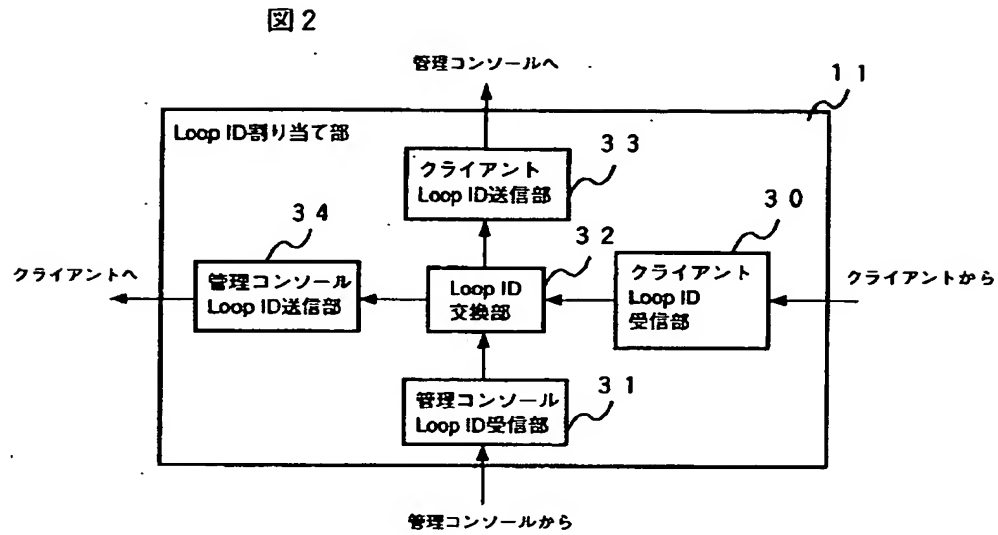 図2
管理コンソールへ
11
Loop ID割り当て部
33
クライアント
Loop ID送信部
34
30
32
クライアントへ
管理コンソール
Loop ID送信部
Loop ID
交換部
クライアント
Loop ID
受信部
クライアントから
31
管理コンソール
Loop ID受信部
管理コンソールから